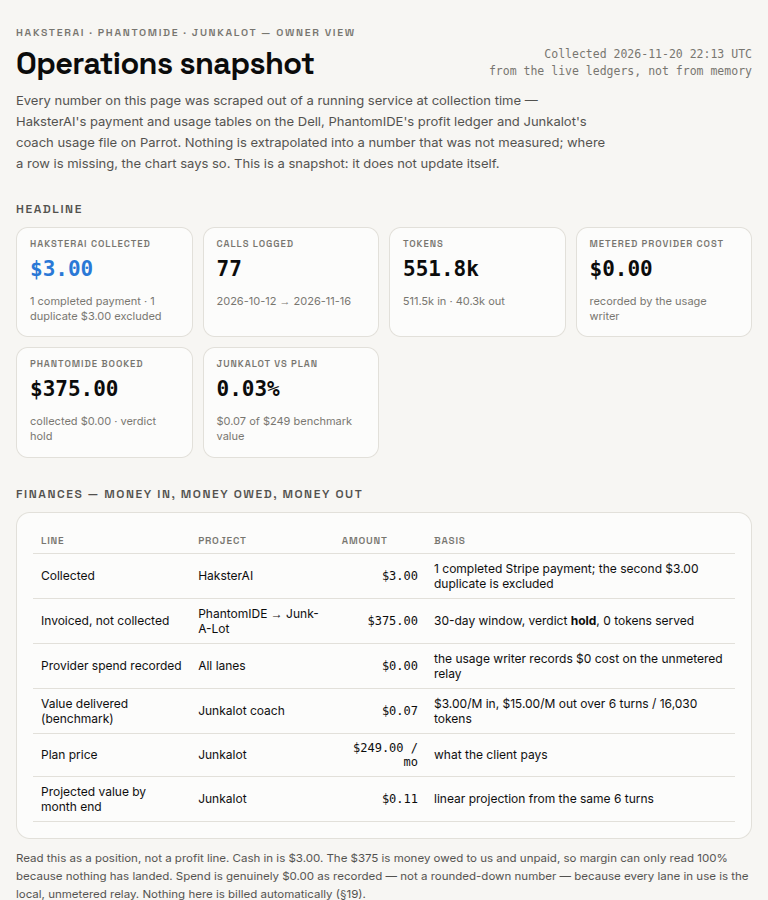 HAKSTERAI · PHANTOMIDE · JUNKALOT — OWNER VIEW
Operations snapshot
Collected 2026-11-20 22:13 UTC
from the live ledgers, not from memory
Every number on this page was scraped out of a running service at collection time —
HaksterAI's payment and usage tables on the Dell, PhantomIDE's profit ledger and Junkalot's
coach usage file on Parrot. Nothing is extrapolated into a number that was not measured; where
a row is missing, the chart says so. This is a snapshot: it does not update itself.
HEADLINE
HAKSTERAI COLLECTED
$3.00
1 completed payment · 1
duplicate $3.00 excluded
CALLS LOGGED
77
2026-10-12 → 2026-11-16
TOKENS
551.8k
511.5k in · 40.3k out
METERED PROVIDER COST
$0.00
recorded by the usage
writer
PHANTOMIDE BOOKED
$375.00
collected $0.00 · verdict
hold
JUNKALOT VS PLAN
0.03%
$0.07 of $249 benchmark
value
FINANCES — MONEY IN, MONEY OWED, MONEY OUT
LINE PROJECT AMOUNT BASIS
Collected HaksterAI $3.00 1 completed Stripe payment; the second $3.00
duplicate is excluded
Invoiced, not collected PhantomIDE → Junk-
A-Lot $375.00 30-day window, verdict hold, 0 tokens served
Provider spend recorded All lanes $0.00 the usage writer records $0 cost on the unmetered
relay
Value delivered
(benchmark) Junkalot coach $0.07 $3.00/M in, $15.00/M out over 6 turns / 16,030
tokens
Plan price Junkalot $249.00 /
mo what the client pays
Projected value by
month end Junkalot $0.11 linear projection from the same 6 turns
Read this as a position, not a profit line. Cash in is $3.00. The $375 is money owed to us and unpaid, so margin can only read 100%
because nothing has landed. Spend is genuinely $0.00 as recorded — not a rounded-down number — because every lane in use is the
local, unmetered relay. Nothing here is billed automatically (§19).